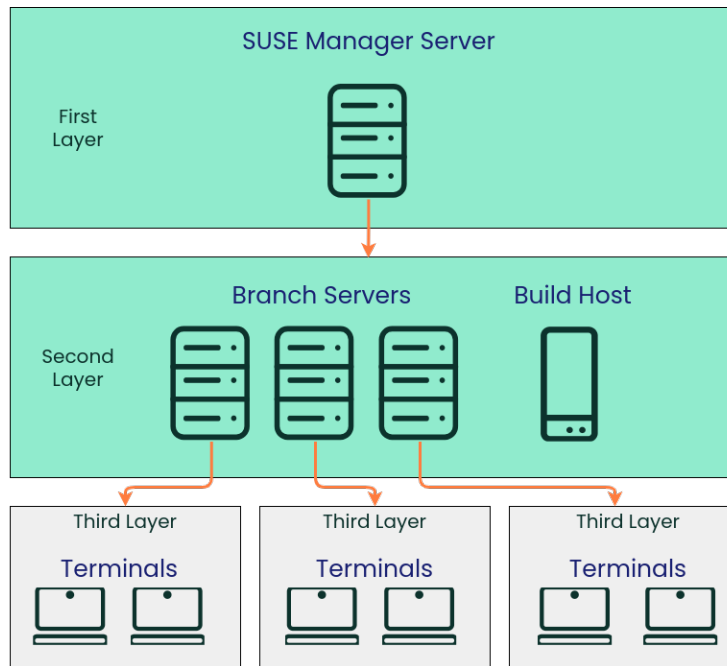 SUSE Manager Server
First
Layer
Branch Servers
Build Host
Second
Layer
Third Layer
Terminals
Third Layer
Terminals
Third Layer
Terminals